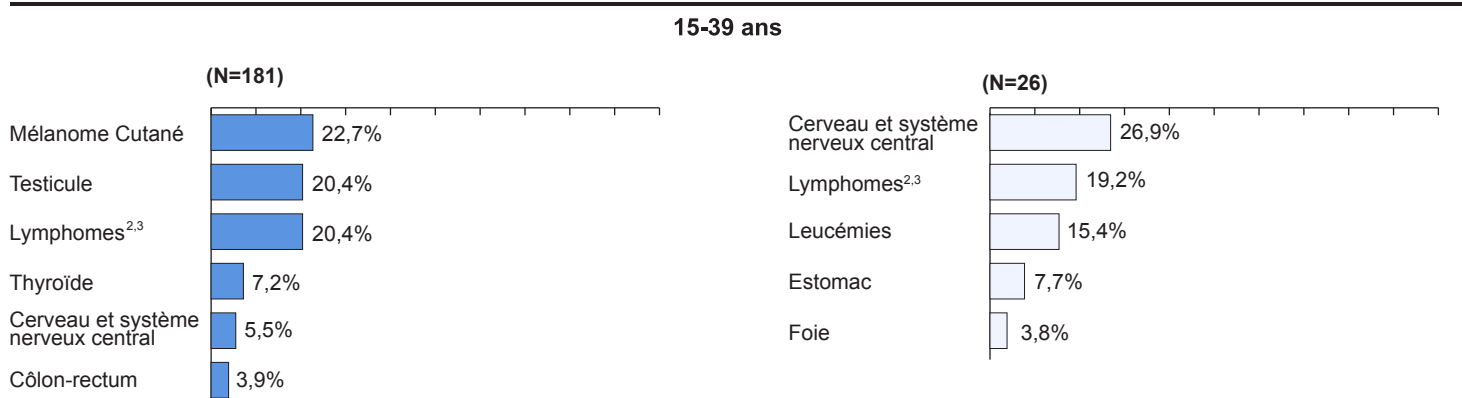 15-39 ans
(N=181)
Mélanome Cutané 22,7%
Testicule 20,4%
Lymphomes2,3 20,4%
Thyroïde 7,2%
Cerveau et système
nerveux central 5,5%
Côlon-rectum 3,9%
(N=26)
Cerveau et système
nerveux central 26,9%
Lymphomes2,3 19,2%
Leucémies 15,4%
Estomac 7,7%
Foie 3,8%